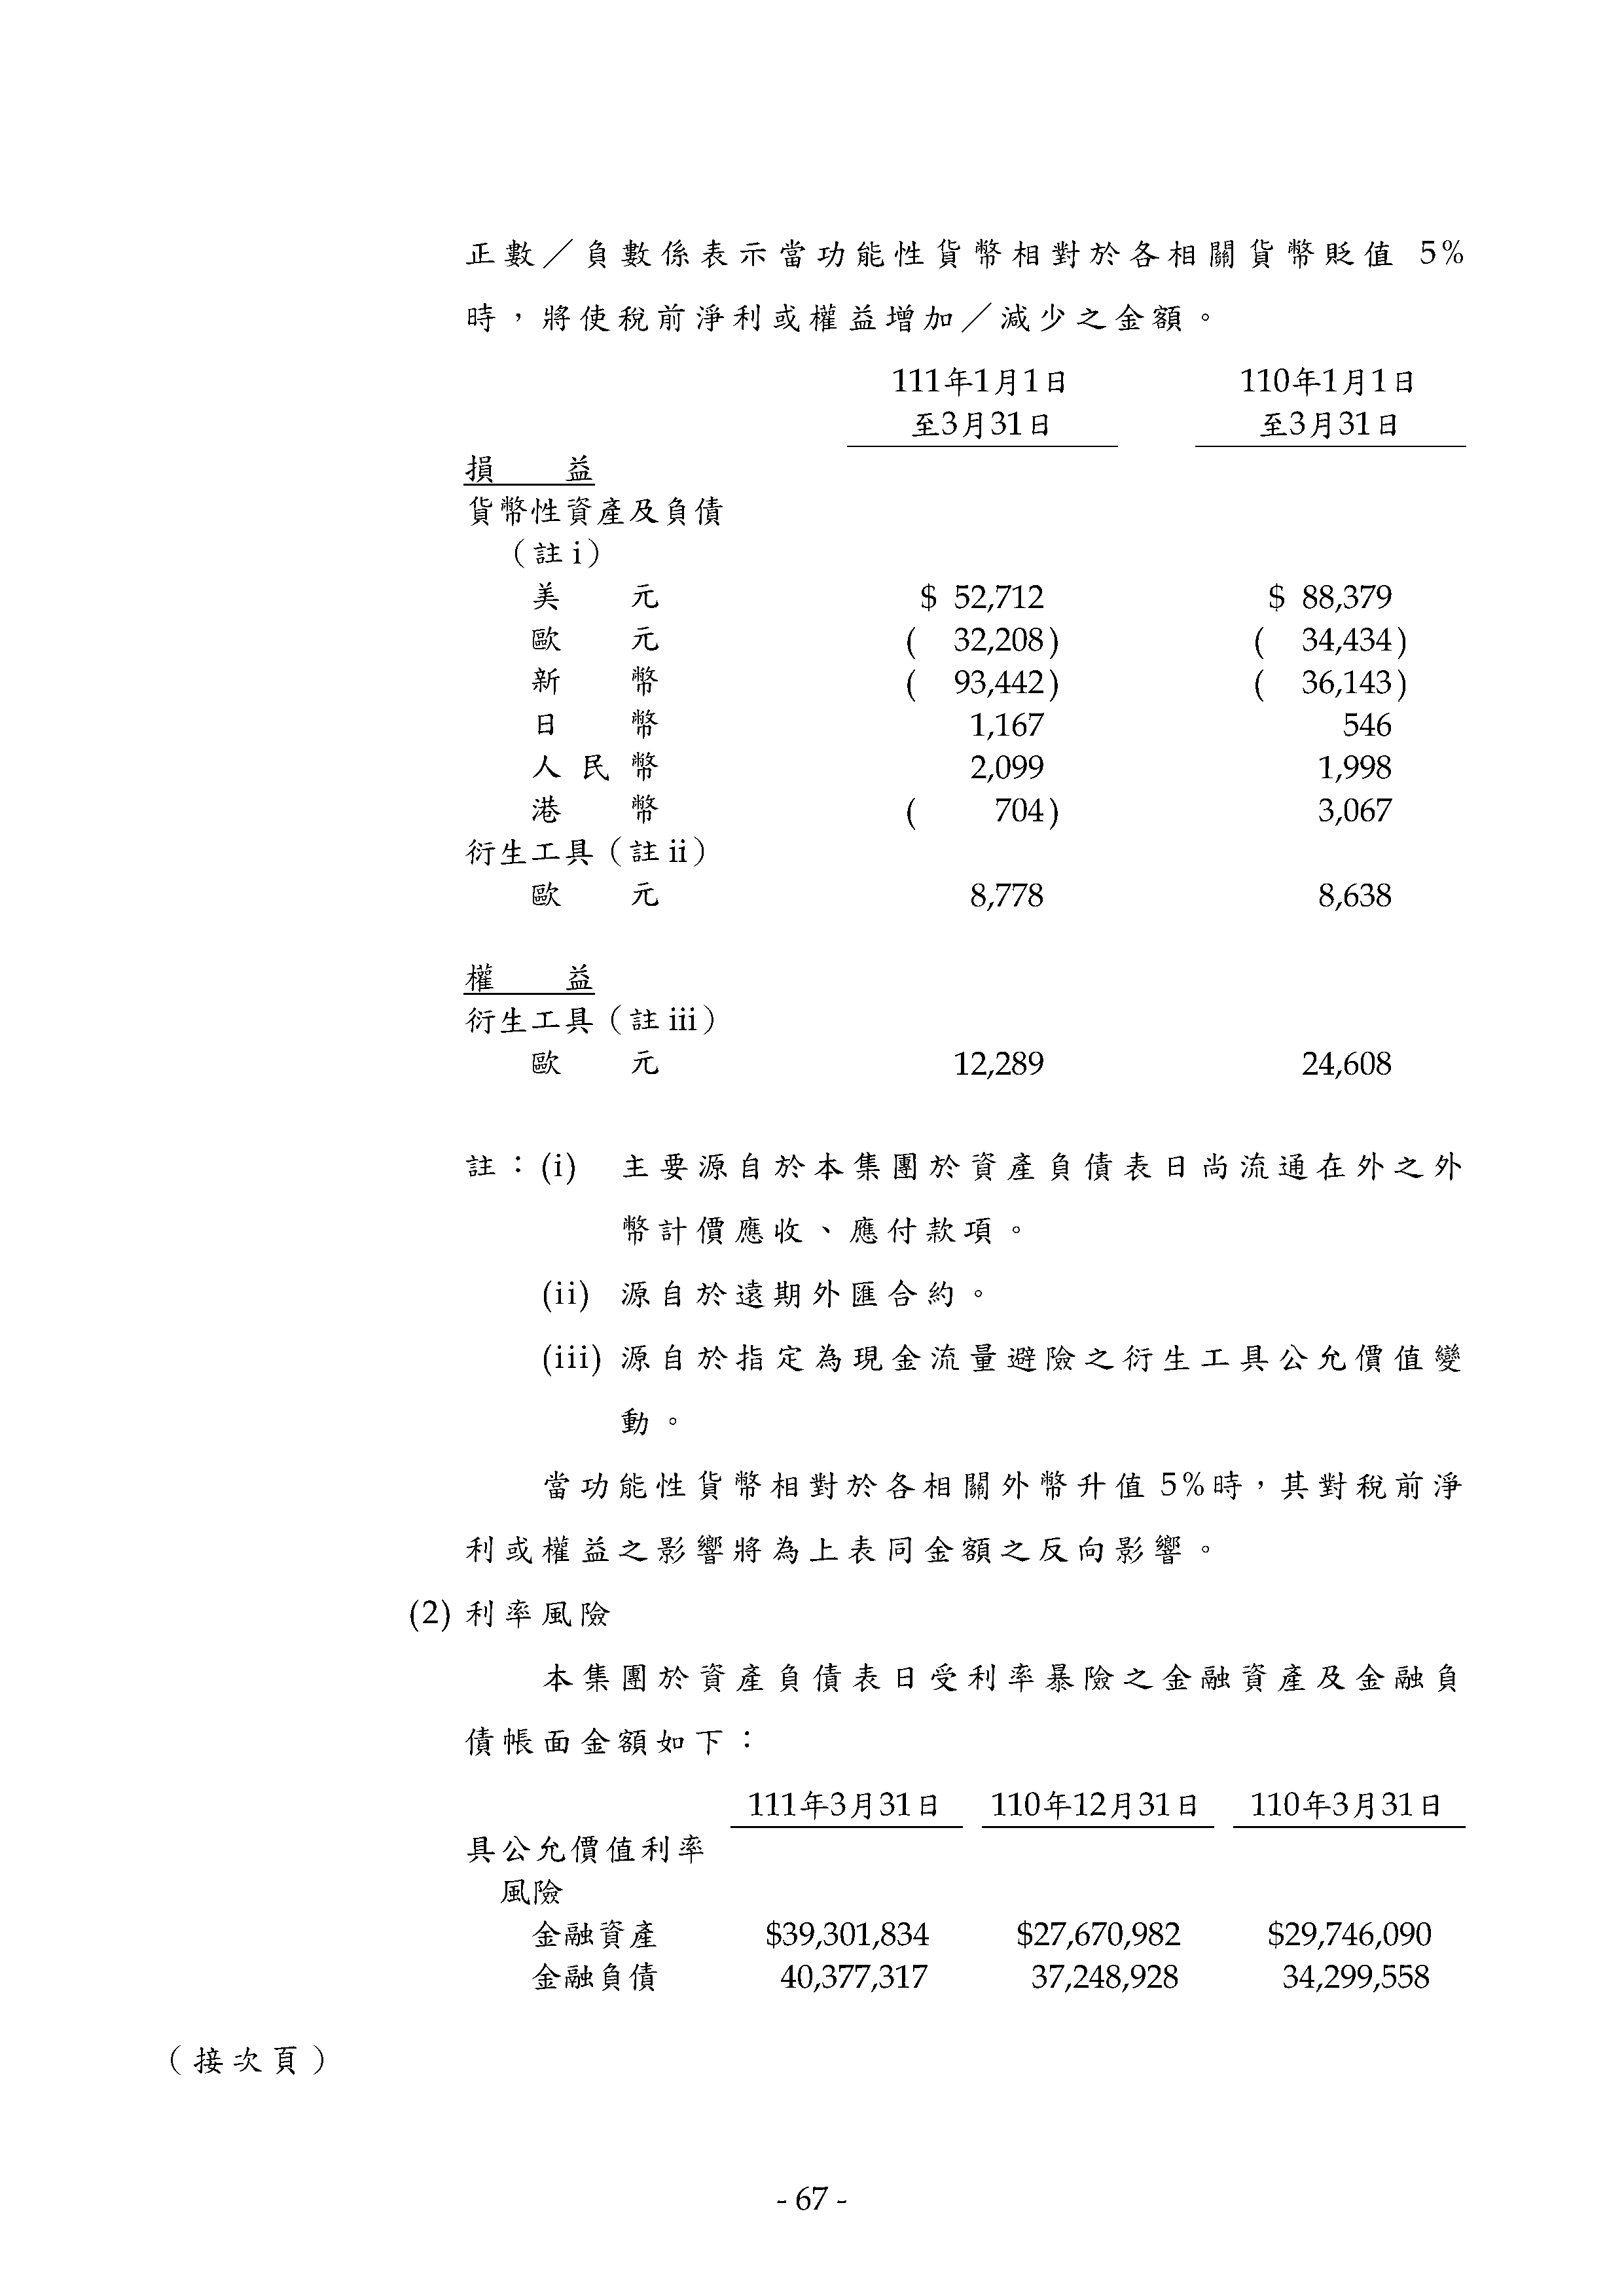 正數／負數係表示當功能性貨幣相對於各相關貨幣貶值 5%
時，將使稅前淨利或權益增加／減少之金額。
111年1月1日 110年1月1日
至3月31日 至3月31日
損 益
貨幣性資產及負債
（註 i）
美 元 $ 52,712 $ 88,379
歐 元 ( 32,208) ( 34,434)
新 幣 ( 93,442) ( 36,143)
日 幣 1,167 546
人 民 幣 2,099 1,998
港 幣 ( 704) 3,067
衍生工具（註 ii）
歐 元 8,778 8,638
權 益
衍生工具（註 iii）
歐 元 12,289 24,608
註：(i) 主要源自於本集團於資產負債表日尚流通在外之外
幣計價應收、應付款項。
(ii) 源自於遠期外匯合約。
(iii) 源自於指定為現金流量避險之衍生工具公允價值變
動。
當功能性貨幣相對於各相關外幣升值 5%時，其對稅前淨
利或權益之影響將為上表同金額之反向影響。
(2) 利率風險
本集團於資產負債表日受利率暴險之金融資產及金融負
債帳面金額如下：
111年3月31日 110年12月31日 110年3月31日
具公允價值利率
風險
金融資產 $39,301,834 $27,670,982 $29,746,090
金融負債 40,377,317 37,248,928 34,299,558
（接次頁）
- 67 -